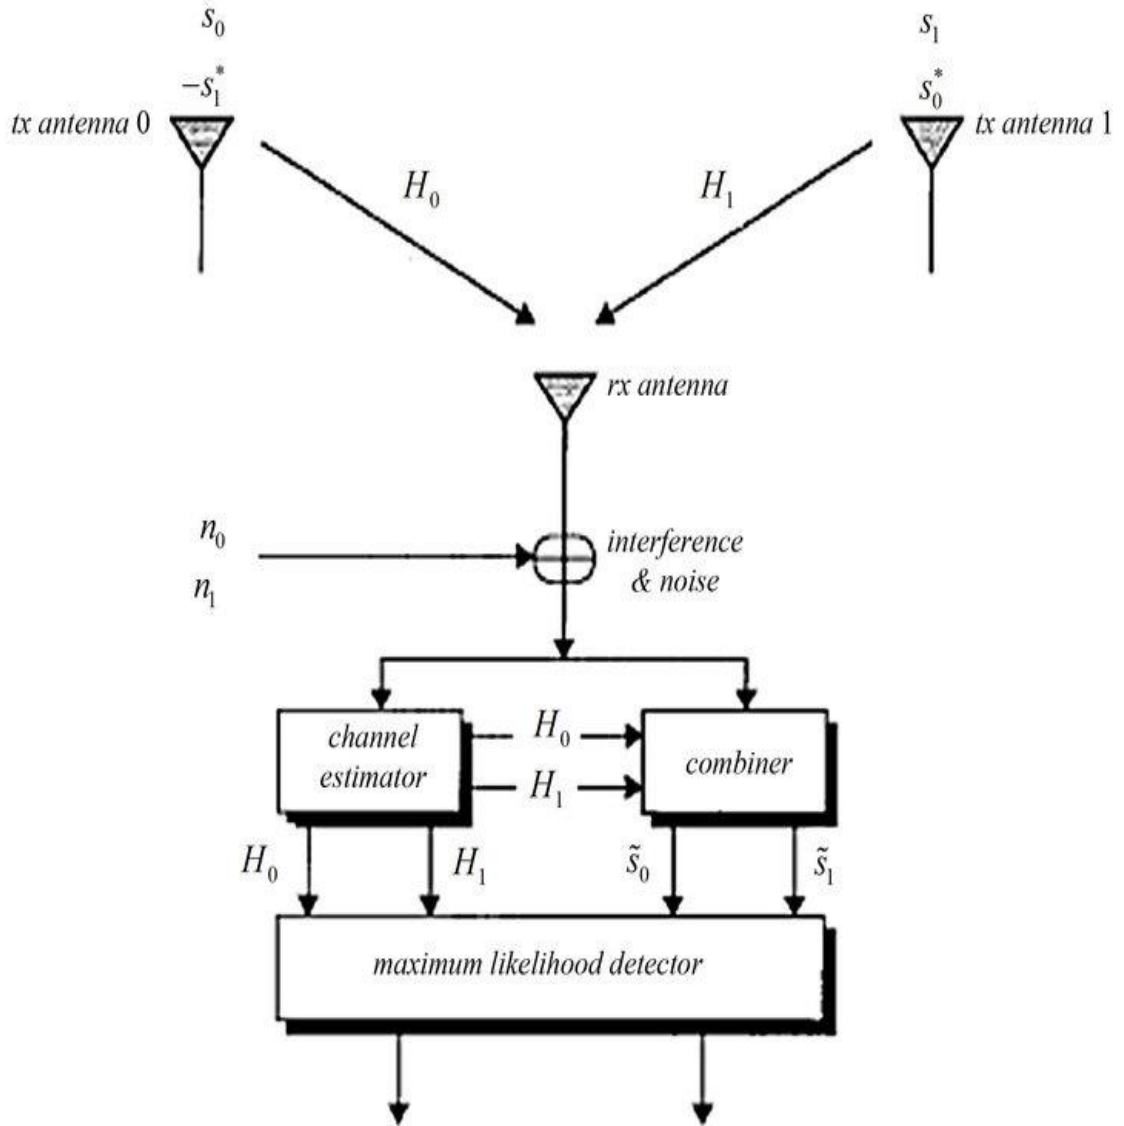 s₀ s₁
−s₁* s₀*
tx antenna 0 tx antenna 1
H₀ H₁
rx antenna
n₀ interference
n₁ & noise
channel H₀
estimator combiner
H₁
H₀ H₁ s̃₀ s̃₁
maximum likelihood detector